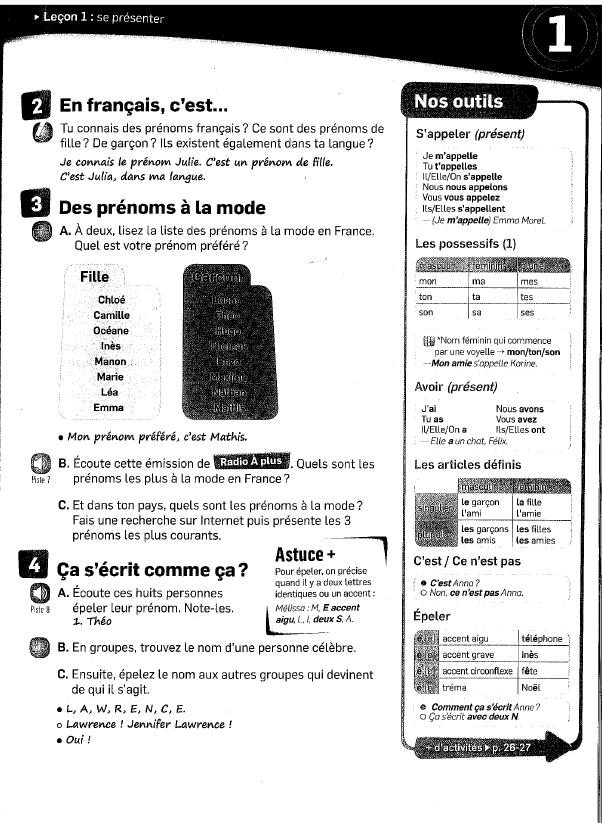 ▸ Leçon 1 : se présenter
1
2 En français, c'est...
Tu connais des prénoms français ? Ce sont des prénoms de
fille ? De garçon ? Ils existent également dans ta langue ?
Je connais le prénom Julie. C'est un prénom de fille.
C'est Julia, dans ma langue.
3 Des prénoms à la mode
A. À deux, lisez la liste des prénoms à la mode en France.
Quel est votre prénom préféré ?
Fille
Chloé
Camille
Océane
Inès
Manon
Marie
Léa
Emma
Garçon
Lucas
Théo
Hugo
Thomas
Enzo
Maxime
Nathan
Mathis
• Mon prénom préféré, c'est Mathis.
B. Écoute cette émission de Radio À plus. Quels sont les
Piste 7
prénoms les plus à la mode en France ?
C. Et dans ton pays, quels sont les prénoms à la mode ?
Fais une recherche sur Internet puis présente les 3
prénoms les plus courants.
4 Ça s'écrit comme ça ?
A. Écoute ces huit personnes
Piste 8
épeler leur prénom. Note-les.
1. Théo
Astuce +
Pour épeler, on précise
quand il y a deux lettres
identiques ou un accent :
Mélissa : M, E accent
aigu, L, I, deux S, A.
B. En groupes, trouvez le nom d'une personne célèbre.
C. Ensuite, épelez le nom aux autres groupes qui devinent
de qui il s'agit.
• L, A, W, R, E, N, C, E.
o Lawrence ! Jennifer Lawrence !
• Oui !
Nos outils
S'appeler (présent)
Je m'appelle
Tu t'appelles
Il/Elle/On s'appelle
Nous nous appelons
Vous vous appelez
Ils/Elles s'appellent
— (Je m'appelle) Emma Morel.
Les possessifs (1)
masculin féminin pluriel
mon ma mes
ton ta tes
son sa ses
*Nom féminin qui commence
par une voyelle → mon/ton/son
—Mon amie s'appelle Karine.
Avoir (présent)
J'ai Nous avons
Tu as Vous avez
Il/Elle/On a Ils/Elles ont
— Elle a un chat, Félix.
Les articles définis
masculin féminin
singulier
le garçon la fille
l'ami l'amie
pluriel
les garçons les filles
les amis les amies
C'est / Ce n'est pas
• C'est Anna ?
o Non, ce n'est pas Anna.
Épeler
accent aigu téléphone
accent grave inès
accent circonflexe fête
tréma Noël
• Comment ça s'écrit Anne ?
o Ça s'écrit avec deux N.
+ d'activités ▸ p. 26-27